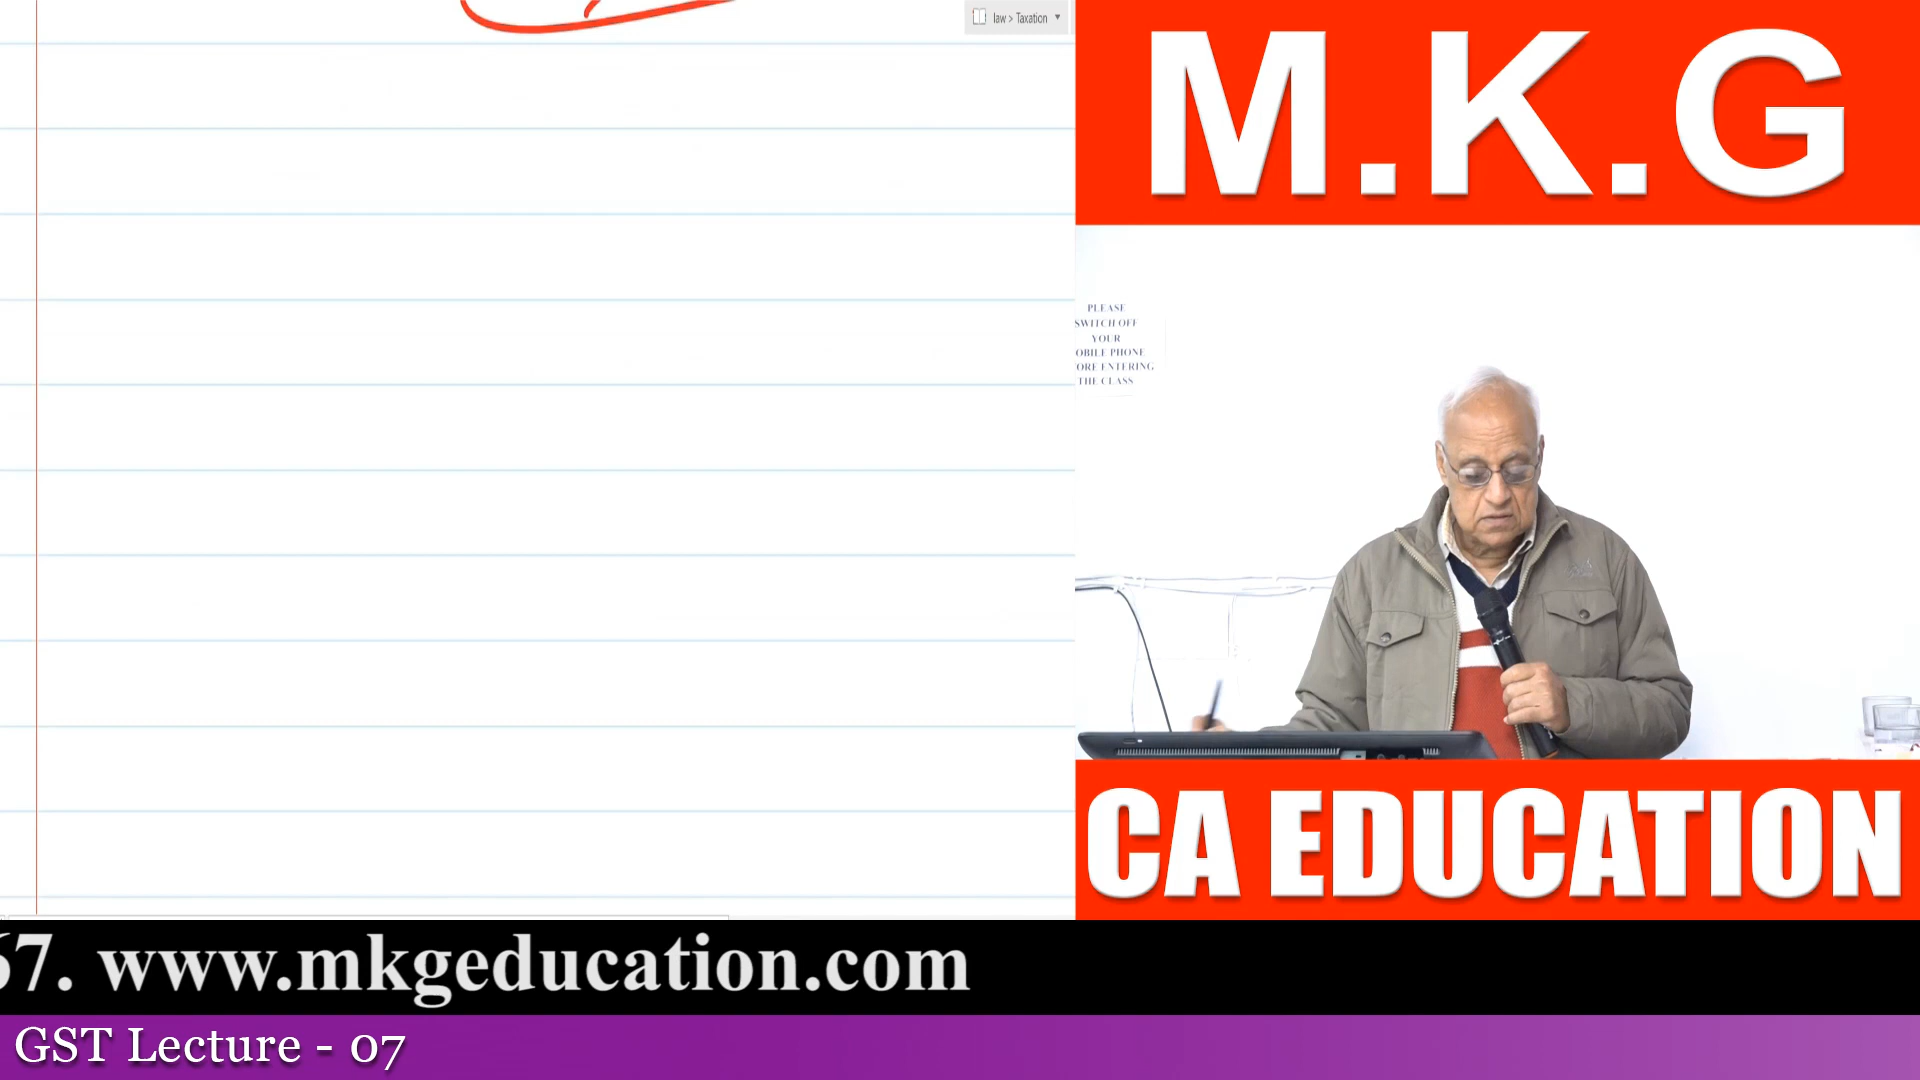 law > Taxation
M.K.G
PLEASE
SWITCH OFF
YOUR
OBILE PHONE
ORE ENTERING
THE CLASS
CA EDUCATION
67. www.mkgeducation.com
GST Lecture - 07